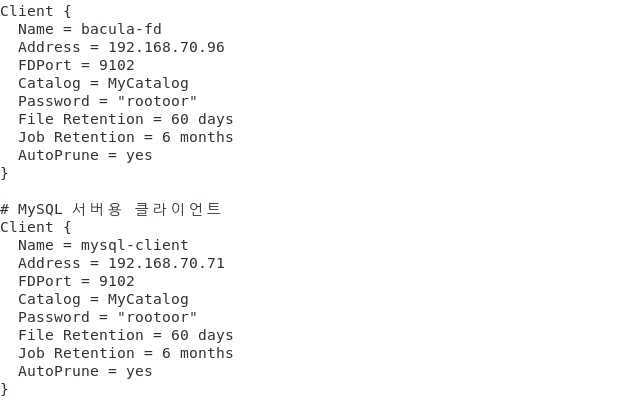 Client {
  Name = bacula-fd
  Address = 192.168.70.96
  FDPort = 9102
  Catalog = MyCatalog
  Password = "rootoor"
  File Retention = 60 days
  Job Retention = 6 months
  AutoPrune = yes
}

# MySQL 서버용 클라이언트
Client {
  Name = mysql-client
  Address = 192.168.70.71
  FDPort = 9102
  Catalog = MyCatalog
  Password = "rootoor"
  File Retention = 60 days
  Job Retention = 6 months
  AutoPrune = yes
}